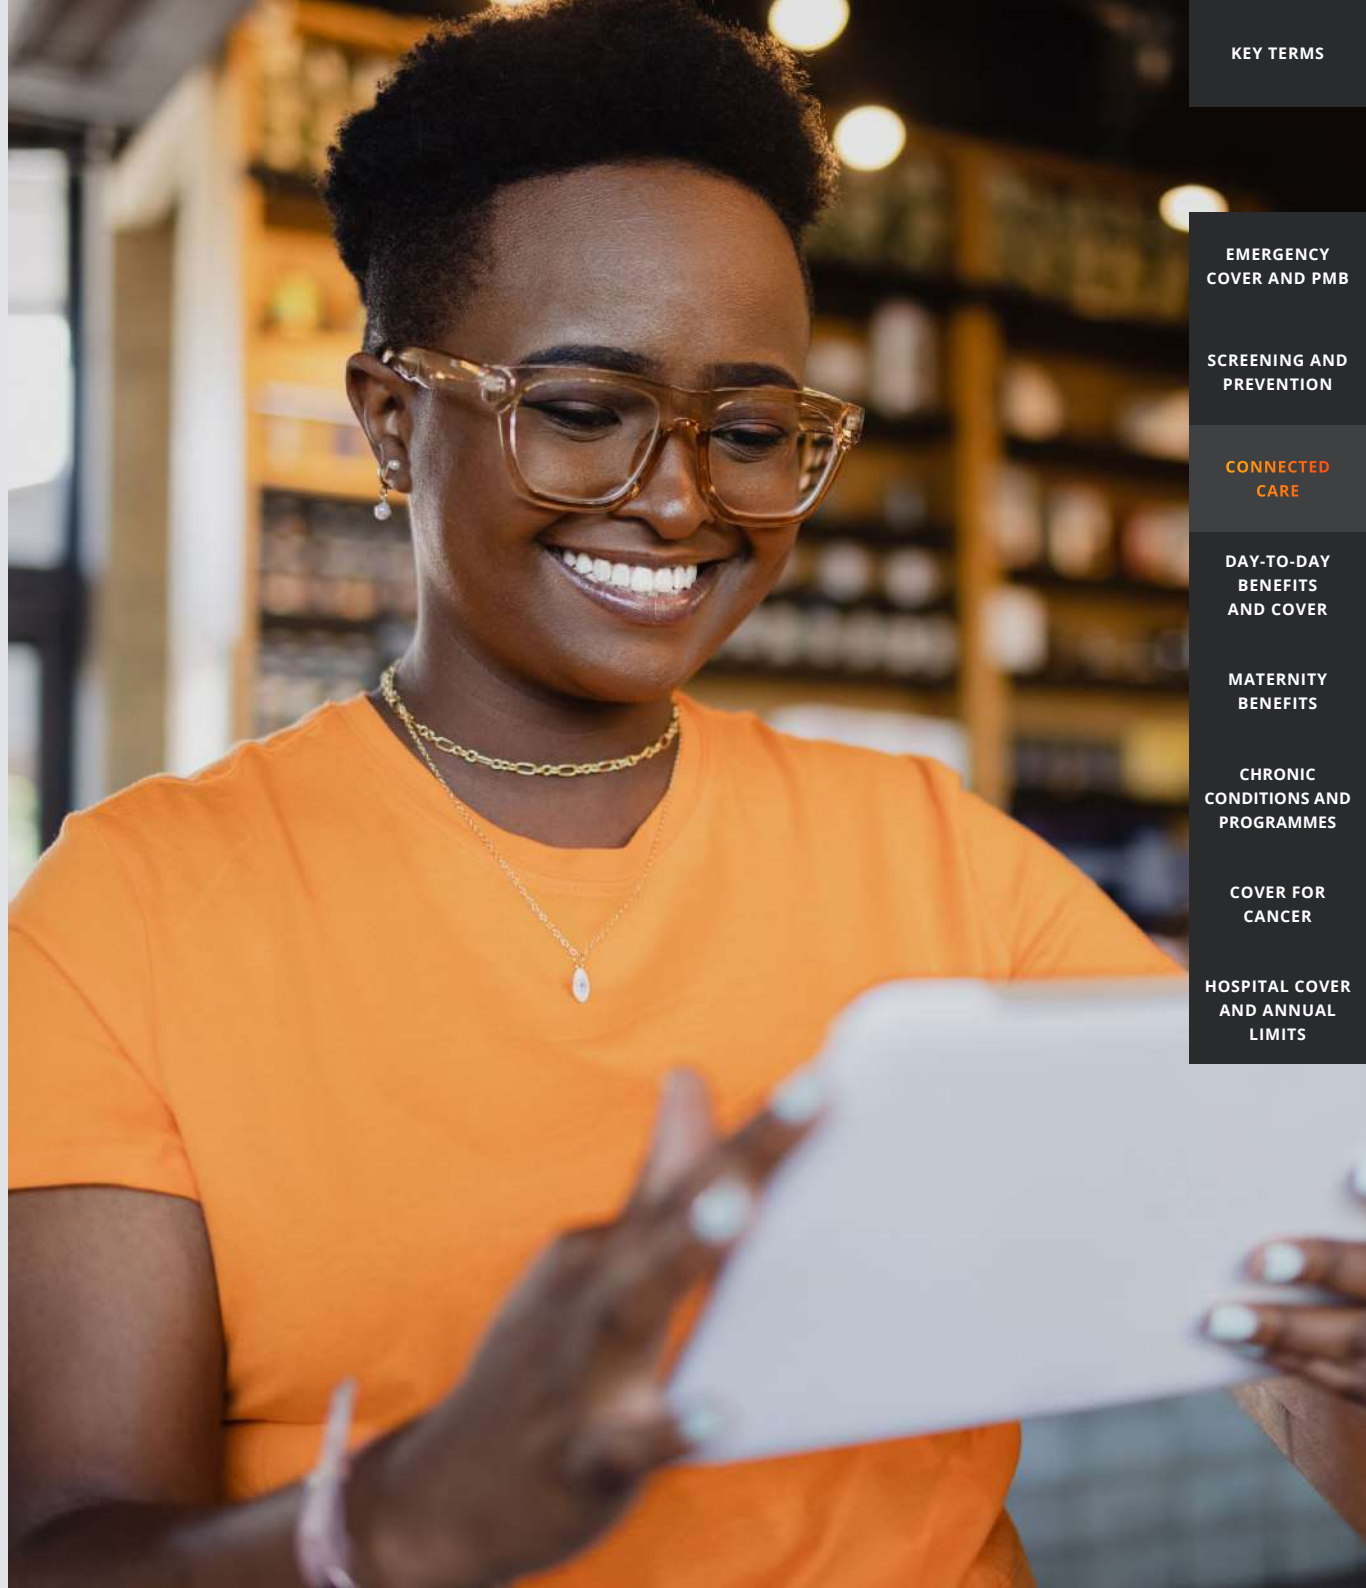 KEY TERMS
EMERGENCY
COVER AND PMB
SCREENING AND
PREVENTION
CONNECTED
CARE
DAY-TO-DAY
BENEFITS
AND COVER
MATERNITY
BENEFITS
CHRONIC
CONDITIONS AND
PROGRAMMES
COVER FOR
CANCER
HOSPITAL COVER
AND ANNUAL
LIMITS